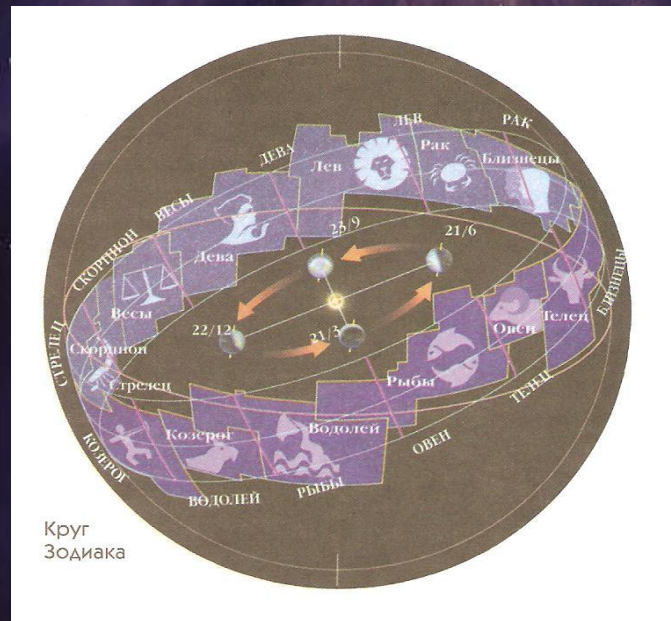 ЛЕВ
РАК
ДЕВА
Лев
Рак
Близнецы
ВЕСЫ
СКОРПИОН
Дева
23/9
21/6
БЛИЗНЕЦЫ
Весы
Телец
Овен
СТРЕЛЕЦ
Скорпион
22/12
21/3
Стрелец
Рыбы
ТЕЛЕЦ
Козерог
Водолей
ОВЕН
КОЗЕРОГ
ВОДОЛЕЙ
РЫБЫ
Круг
Зодиака